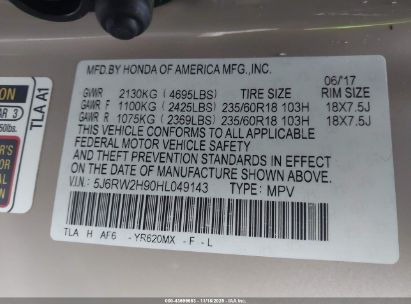 MFD.BY HONDA OF AMERICA MFG.,INC. 06/17
GVWR 2130KG (4695LBS) TIRE SIZE RIM SIZE
GAWR F 1100KG (2425LBS) 235/60R18 103H 18X7.5J
GAWR R 1075KG (2369LBS) 235/60R18 103H 18X7.5J
THIS VEHICLE CONFORMS TO ALL APPLICABLE
FEDERAL MOTOR VEHICLE SAFETY
AND THEFT PREVENTION STANDARDS IN EFFECT
ON THE DATE OF MANUFACTURE SHOWN ABOVE.
V.I.N.: 5J6RW2H90HL049143 TYPE: MPV
TLA H AF6 - YR620MX - F - L
TLA A1
AR 3
50lbs.